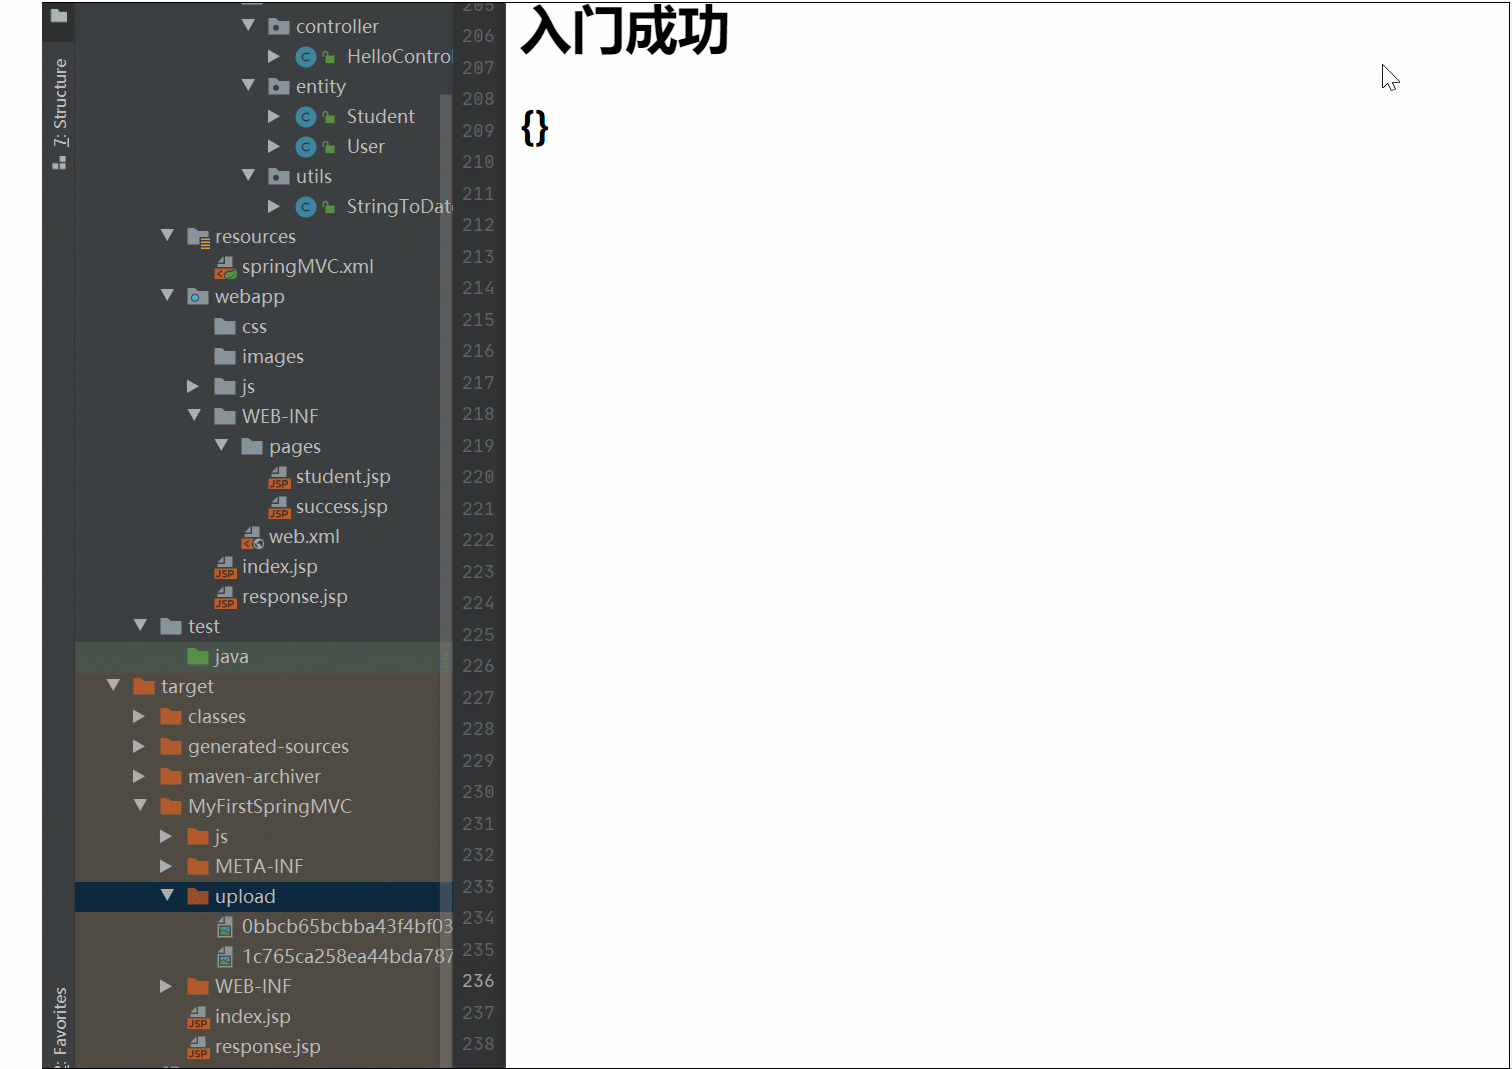 7: Structure
controller
HelloContro
entity
Student
User
utils
StringToDat
resources
springMVC.xml
webapp
css
images
js
WEB-INF
pages
student.jsp
success.jsp
web.xml
index.jsp
response.jsp
test
java
target
classes
generated-sources
maven-archiver
MyFirstSpringMVC
js
META-INF
upload
0bbcb65bcbba43f4bf03
1c765ca258ea44bda787
WEB-INF
index.jsp
response.jsp
Favorites
205
206
207
208
209
210
211
212
213
214
215
216
217
218
219
220
221
222
223
224
225
226
227
228
229
230
231
232
233
234
235
236
237
238
入门成功
{}